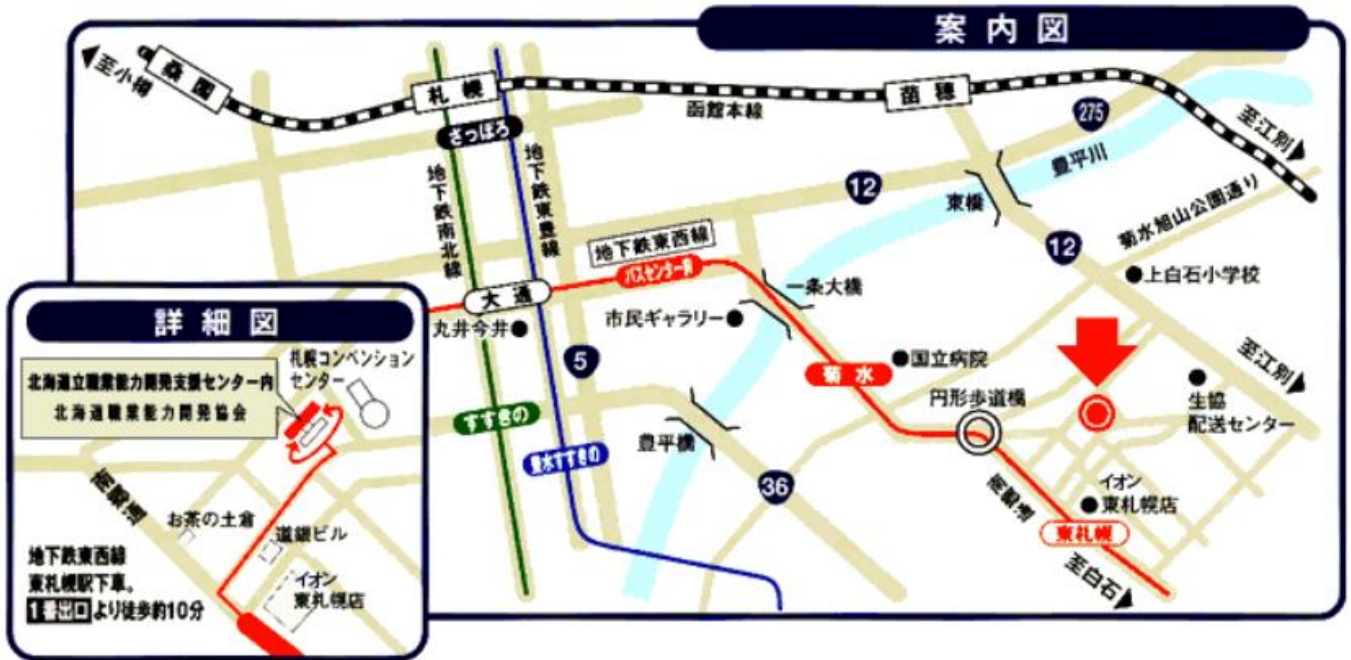 案内図
至小樽
桑園
札幌
さっぽろ
函館本線
苗穂
275
至江別
豊平川
地下鉄南北線
地下鉄東豊線
12
東橋
菊水旭山公園通り
12
地下鉄東西線
バスセンター前
大通
一条大橋
上白石小学校
丸井今井
市民ギャラリー
5
菊水
国立病院
至江別
生協
配送センター
円形歩道橋
すすきの
豊水すすきの
豊平橋
36
イオン
東札幌店
東札幌
至白石
詳細図
札幌コンベンション
センター
北海道立職業能力開発支援センター内
北海道職業能力開発協会
お茶の土倉
道銀ビル
イオン
東札幌店
地下鉄東西線
東札幌駅下車。
1番出口より徒歩約10分